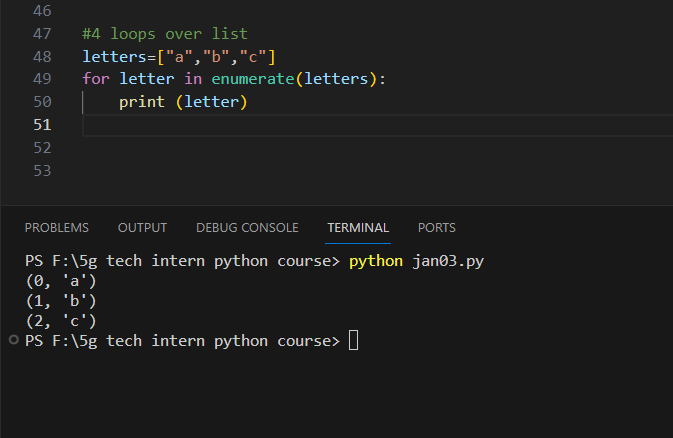 46
47 #4 loops over list
48 letters=["a","b","c"]
49 for letter in enumerate(letters):
50     print (letter)
51
52
53
PROBLEMS OUTPUT DEBUG CONSOLE TERMINAL PORTS
PS F:\5g tech intern python course> python jan03.py
(0, 'a')
(1, 'b')
(2, 'c')
PS F:\5g tech intern python course>